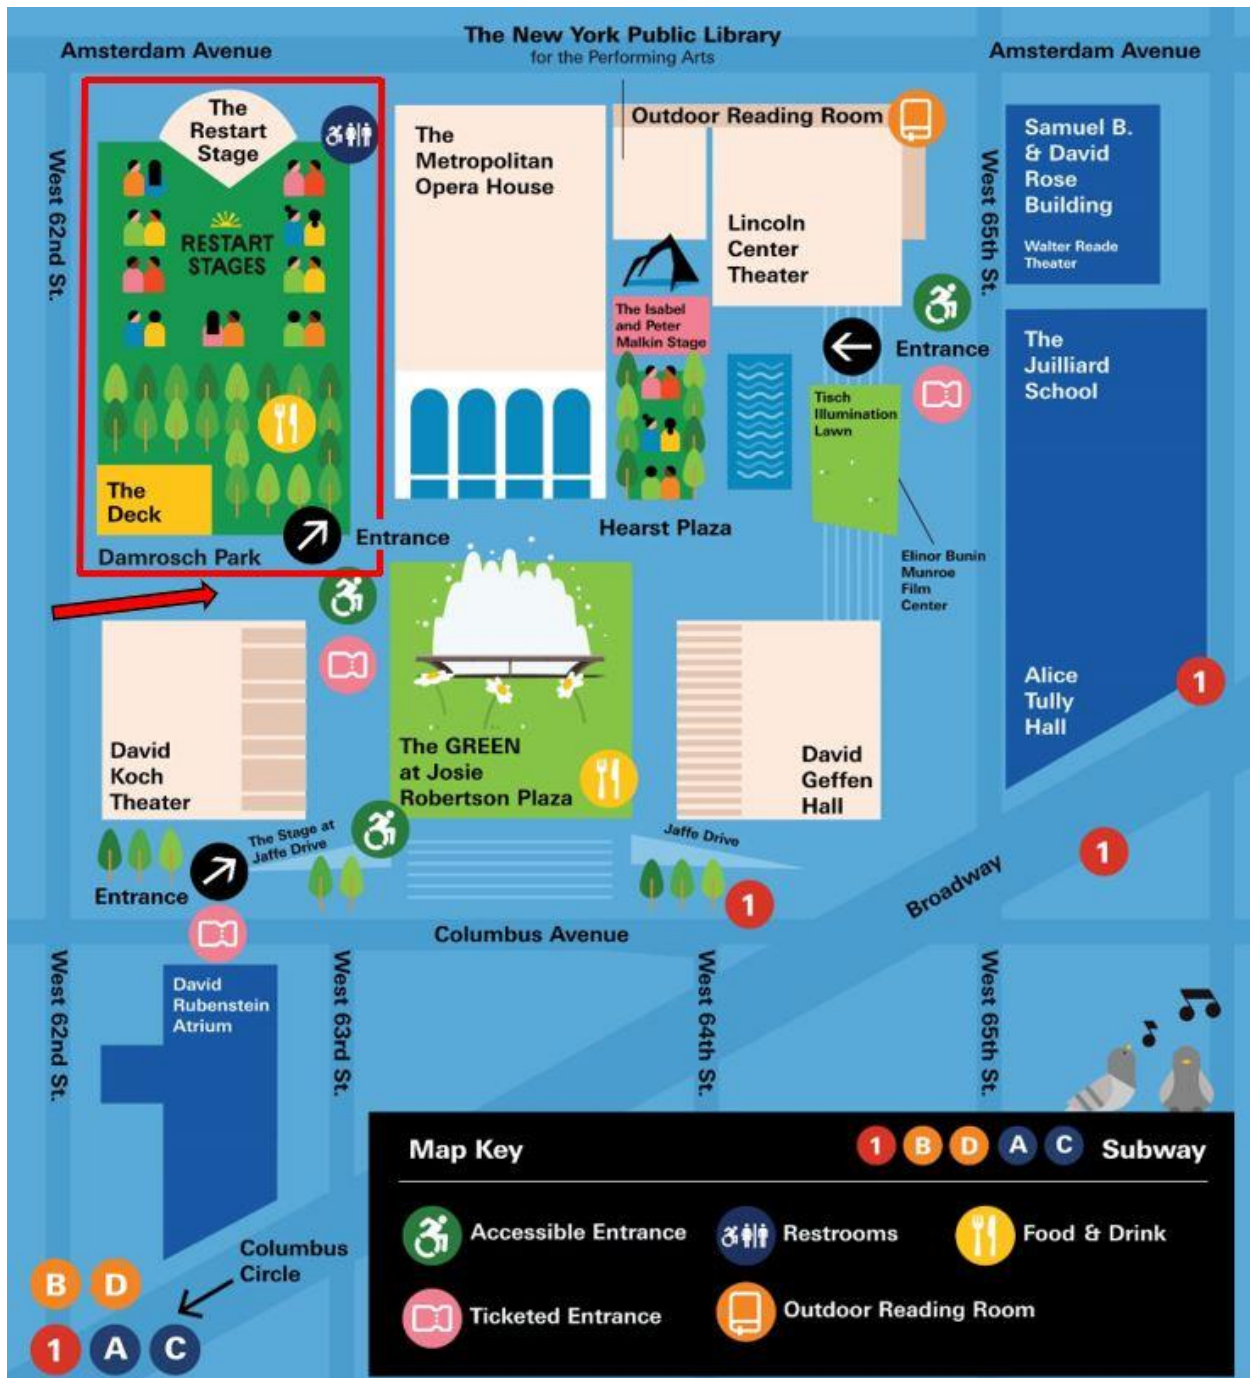 The New York Public Library
for the Performing Arts
Amsterdam Avenue
Amsterdam Avenue
The
Restart
Stage
West 62nd St.
RESTART
STAGES
The
Deck
Damrosch Park
Entrance
The
Metropolitan
Opera House
Outdoor Reading Room
Lincoln
Center
Theater
The Isabel
and Peter
Malkin Stage
Entrance
Tisch
Illumination
Lawn
Hearst Plaza
Elinor Bunin
Munroe
Film
Center
West 65th St.
Samuel B.
& David
Rose
Building
Walter Reade
Theater
The
Juilliard
School
Alice
Tully
Hall
1
David
Koch
Theater
The GREEN
at Josie
Robertson Plaza
David
Geffen
Hall
The Stage at
Jaffe Drive
Jaffe Drive
Entrance
1
1
Broadway
Columbus Avenue
West 62nd St.
David
Rubenstein
Atrium
West 63rd St.
West 64th St.
West 65th St.
Columbus
Circle
B D
1 A C
Map Key
1 B D A C Subway
Accessible Entrance
Restrooms
Food & Drink
Ticketed Entrance
Outdoor Reading Room